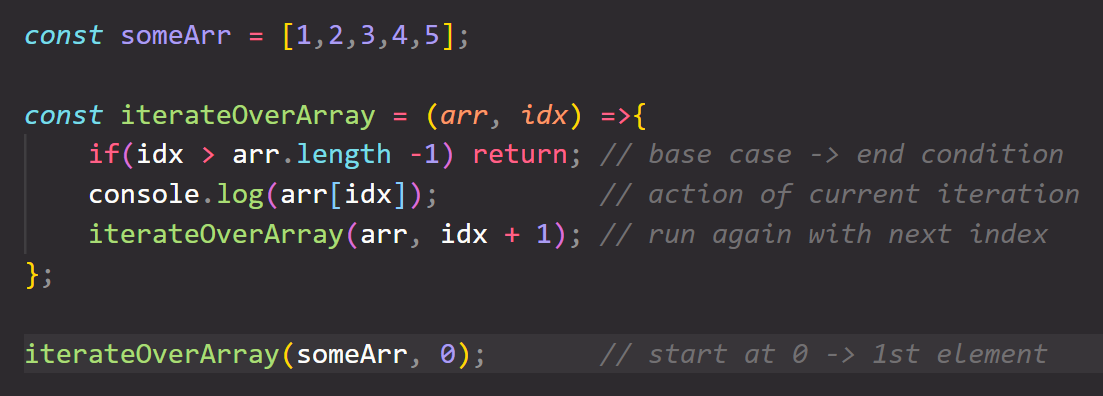 const someArr = [1,2,3,4,5];
const iterateOverArray = (arr, idx) =>{
if(idx > arr.length -1) return; // base case -> end condition
console.log(arr[idx]); // action of current iteration
iterateOverArray(arr, idx + 1); // run again with next index
};
iterateOverArray(someArr, 0); // start at 0 -> 1st element